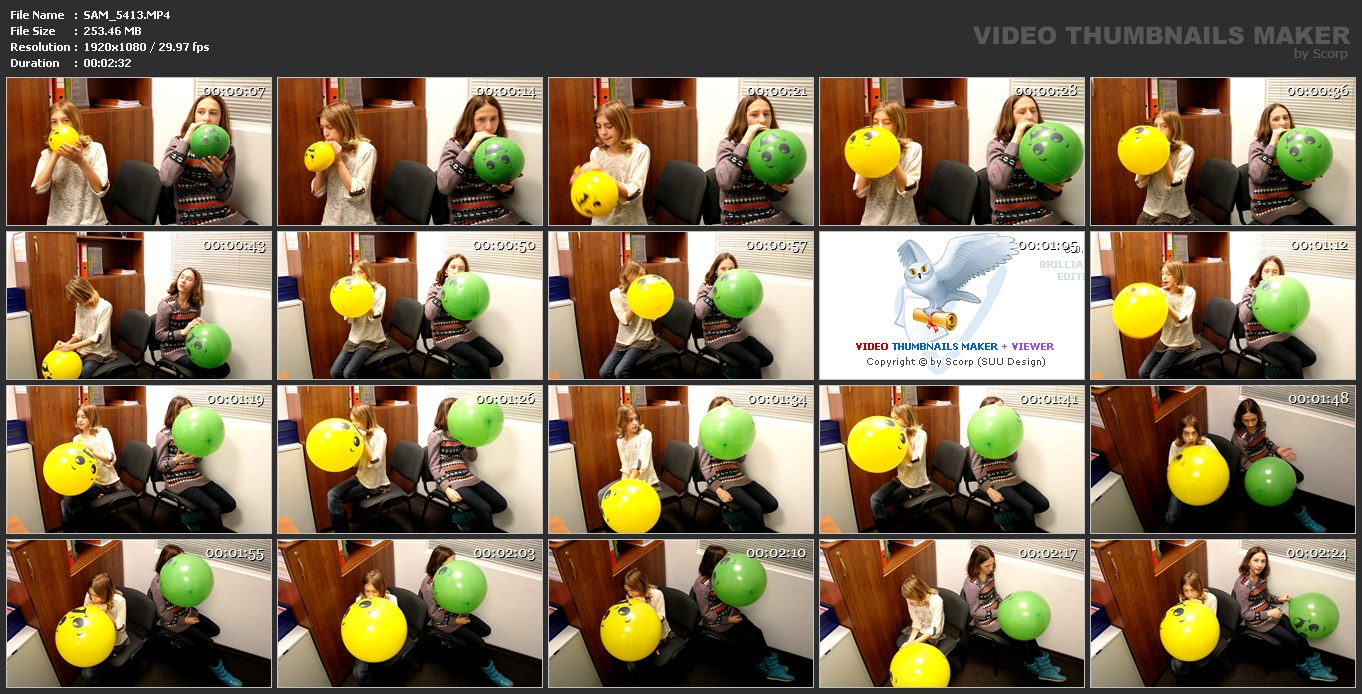 File Name : SAM_5413.MP4
File Size : 253.46 MB
Resolution : 1920x1080 / 29.97 fps
Duration : 00:02:32
VIDEO THUMBNAILS MAKER
by Scorp
00:00:07
00:00:14
00:00:21
00:00:28
00:00:36
00:00:43
00:00:50
00:00:57
00:01:05
BRILLIA
EDIT
VIDEO THUMBNAILS MAKER + VIEWER
Copyright © by Scorp (SUU Design)
00:01:12
00:01:19
00:01:26
00:01:34
00:01:41
00:01:48
00:01:55
00:02:03
00:02:10
00:02:17
00:02:24